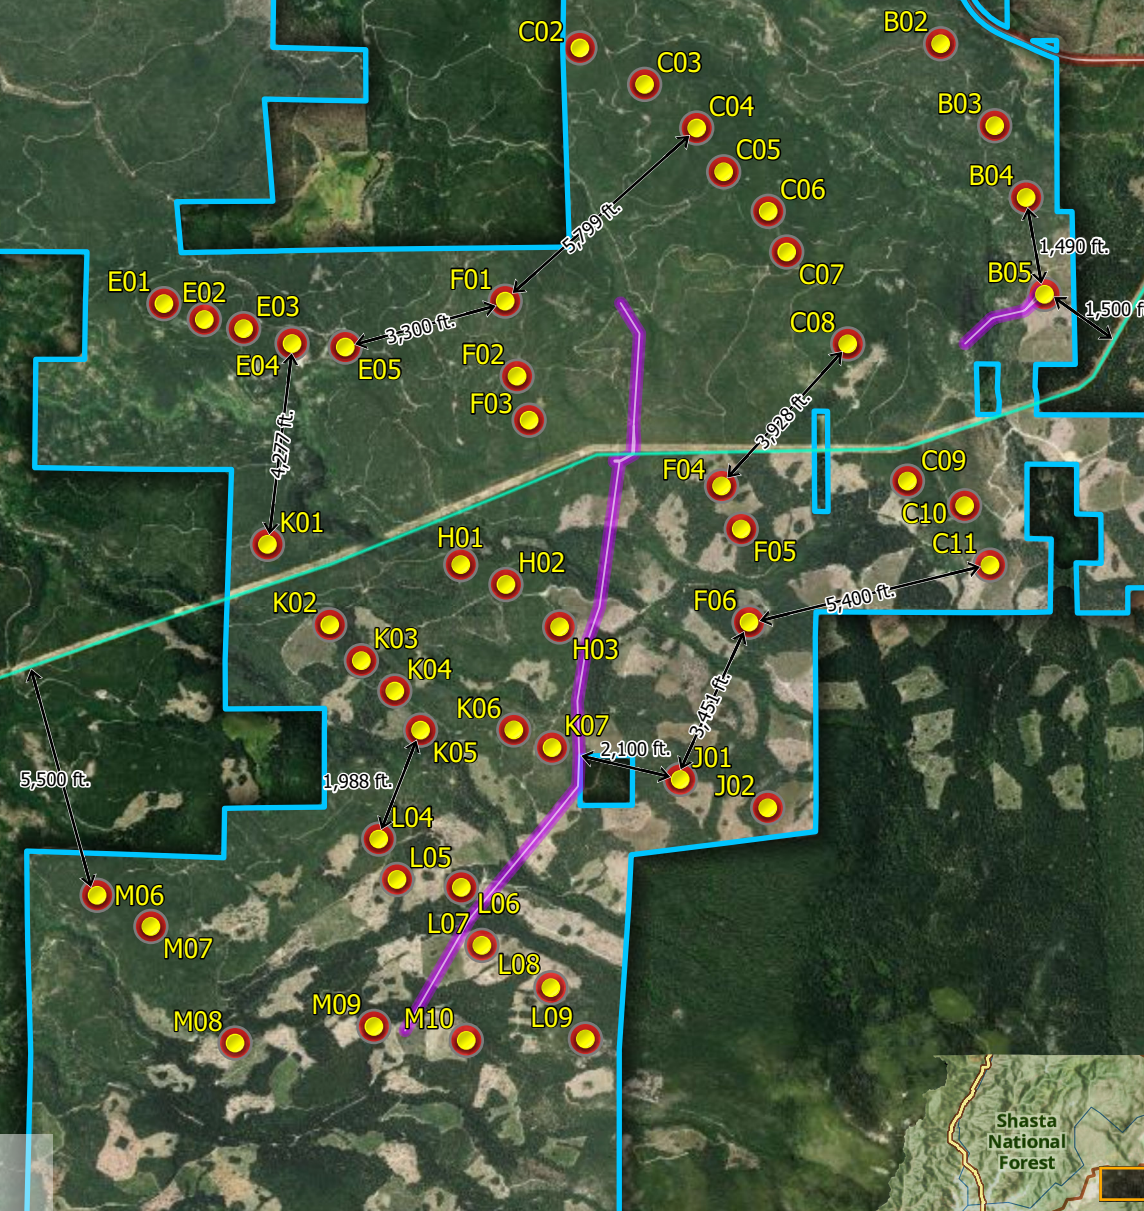 B02
C02
C03
B03
C04
C05
B04
C06
5,799 ft.
1,490 ft.
C07
B05
E01
E02
E03
F01
1,500 f
C08
3,300 ft.
E04
E05
F02
F03
3,928 ft.
4,277 ft.
F04
C09
C10
K01
H01
F05
C11
H02
K02
F06
5,400 ft.
K03
H03
K04
3,451 ft.
K06
K07
K05
2,100 ft.
J01
5,500 ft.
1,988 ft.
J02
L04
L05
M06
L06
L07
M07
L08
M09
M10
L09
M08
Shasta
National
Forest